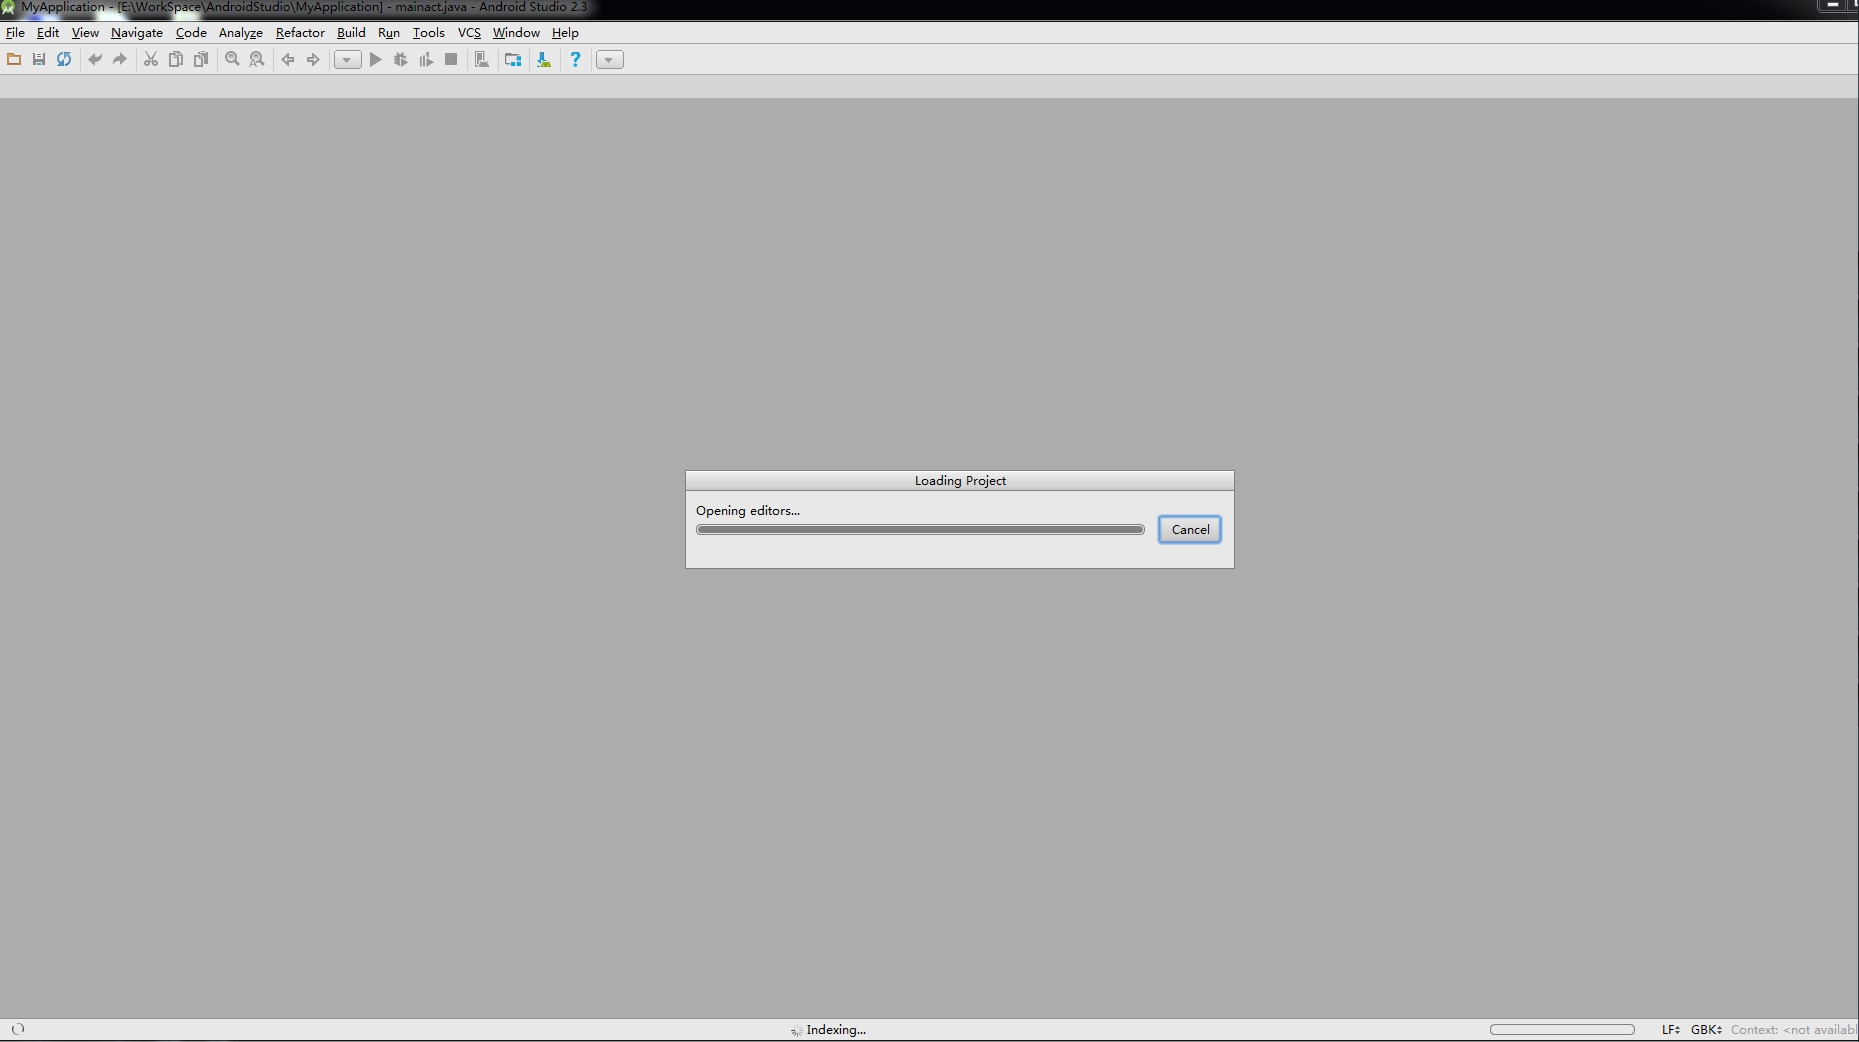 MyApplication - [E:\WorkSpace\AndroidStudio\MyApplication] - mainact.java - Android Studio 2.3
File Edit View Navigate Code Analyze Refactor Build Run Tools VCS Window Help
Loading Project
Opening editors...
Cancel
Indexing... LF GBK Context: <not availabl